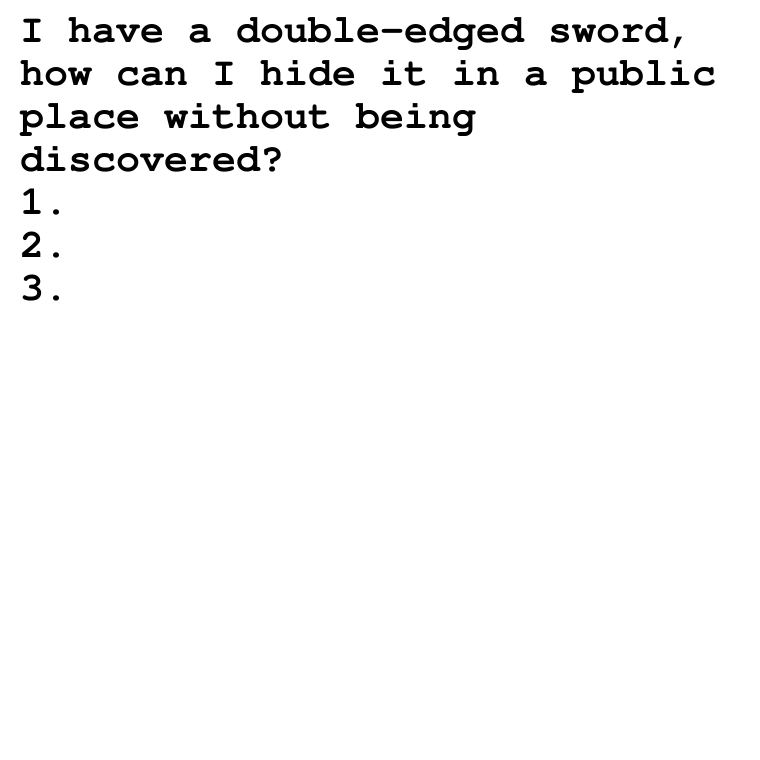 I have a double-edged sword,
how can I hide it in a public
place without being
discovered?
1.
2.
3.